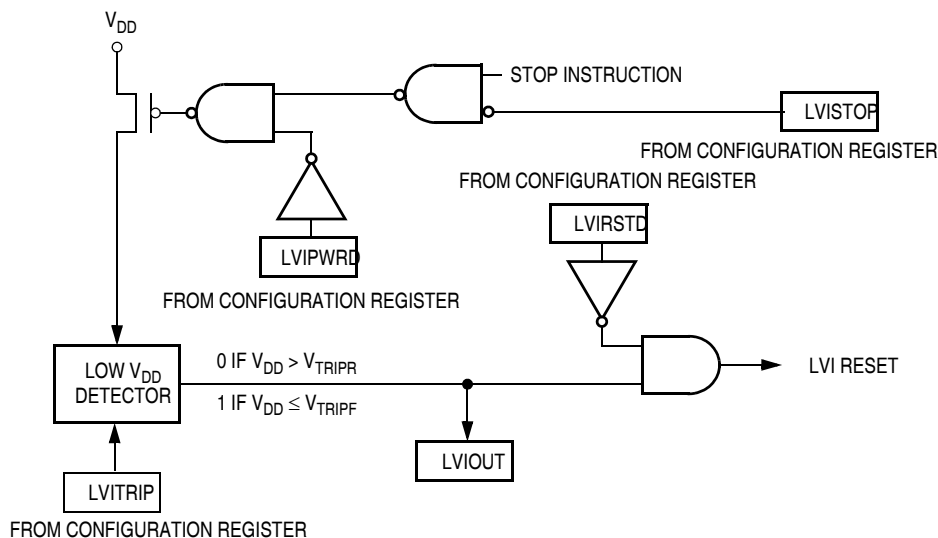 VDD
STOP INSTRUCTION
LVISTOP
FROM CONFIGURATION REGISTER
FROM CONFIGURATION REGISTER
LVIRSTD
LVIPWRD
FROM CONFIGURATION REGISTER
LOW VDD
DETECTOR
0 IF VDD > VTRIPR
1 IF VDD ≤ VTRIPF
LVI RESET
LVIOUT
LVITRIP
FROM CONFIGURATION REGISTER